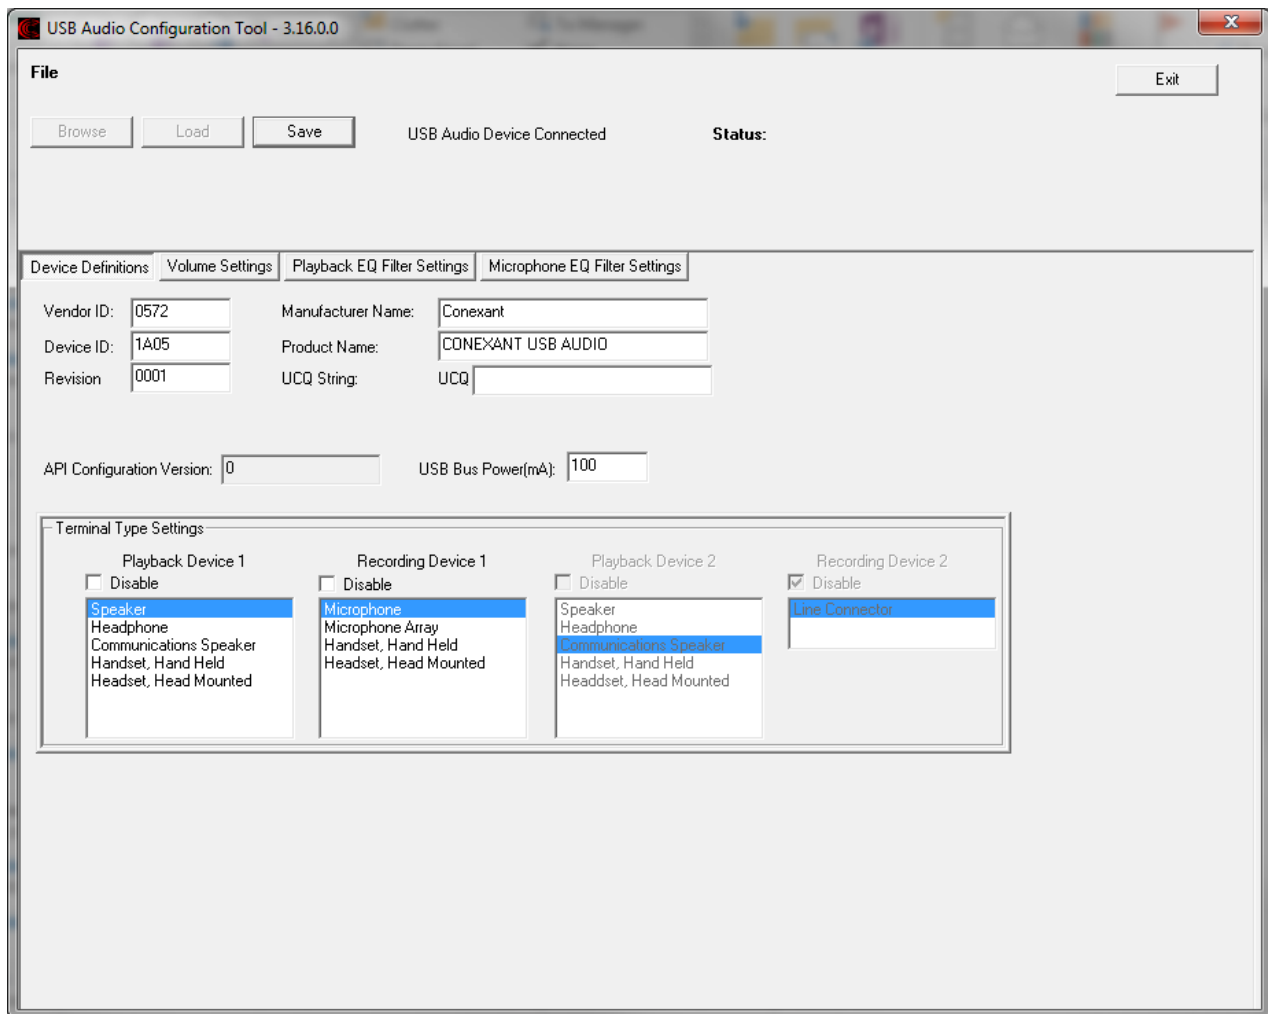 USB Audio Configuration Tool - 3.16.0.0
File
Exit
Browse Load Save USB Audio Device Connected Status:
Device Definitions Volume Settings Playback EQ Filter Settings Microphone EQ Filter Settings
Vendor ID: 0572 Manufacturer Name: Conexant
Device ID: 1A05 Product Name: CONEXANT USB AUDIO
Revision 0001 UCQ String: UCQ
API Configuration Version: 0 USB Bus Power(mA): 100
Terminal Type Settings
Playback Device 1 Recording Device 1 Playback Device 2 Recording Device 2
Disable Disable Disable Disable
Speaker Microphone Speaker Line Connector
Headphone Microphone Array Headphone
Communications Speaker Handset, Hand Held Communications Speaker
Handset, Hand Held Headset, Head Mounted Handset, Hand Held
Headset, Head Mounted Headdset, Head Mounted